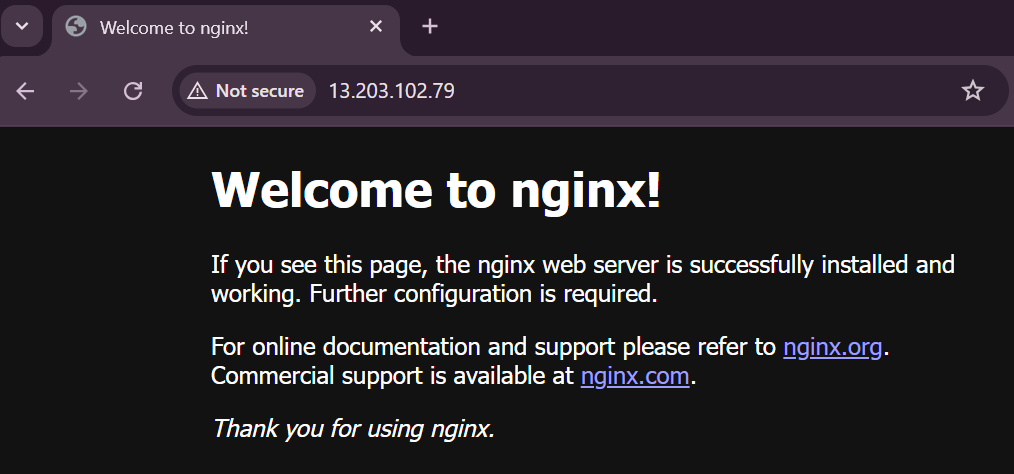 Welcome to nginx!
Not secure
13.203.102.79
Welcome to nginx!
If you see this page, the nginx web server is successfully installed and
working. Further configuration is required.
For online documentation and support please refer to nginx.org.
Commercial support is available at nginx.com.
Thank you for using nginx.